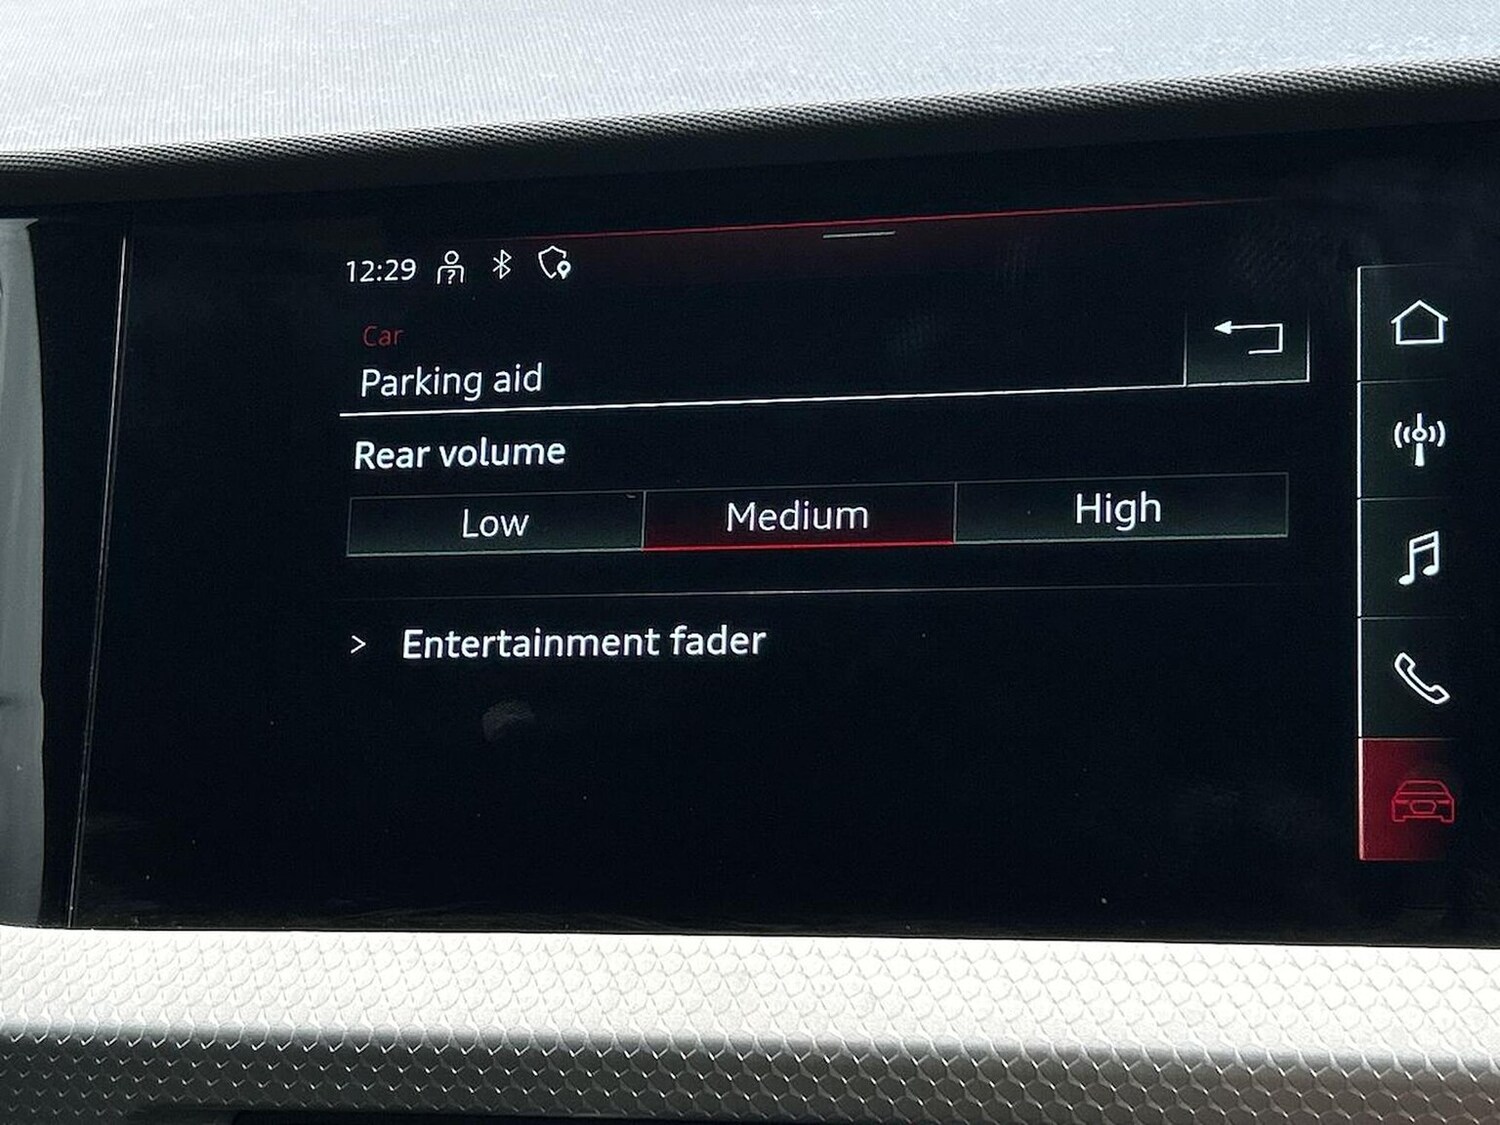 12:29
Car
Parking aid
Rear volume
Low Medium High
> Entertainment fader